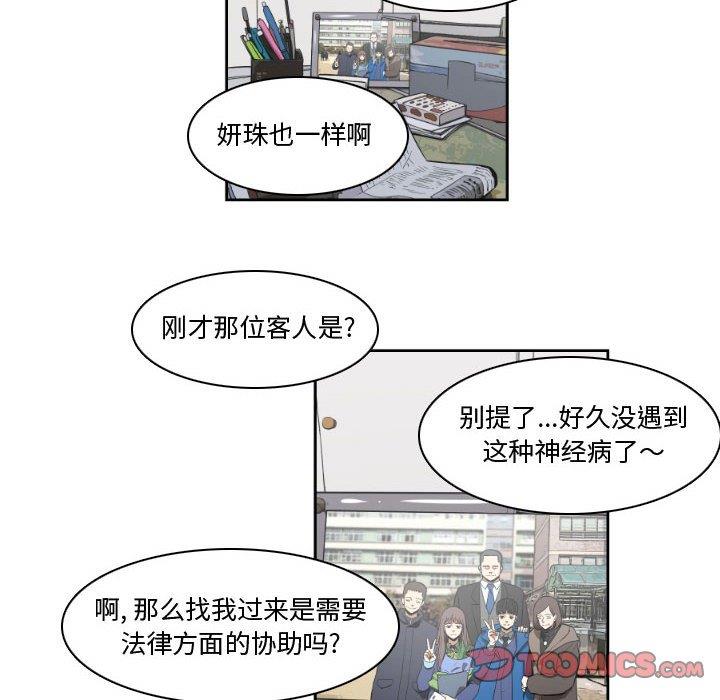 妍珠也一样啊
刚才那位客人是?
别提了...好久没遇到
这种神经病了～
啊, 那么找我过来是需要
法律方面的协助吗?
TOOMICS.COM